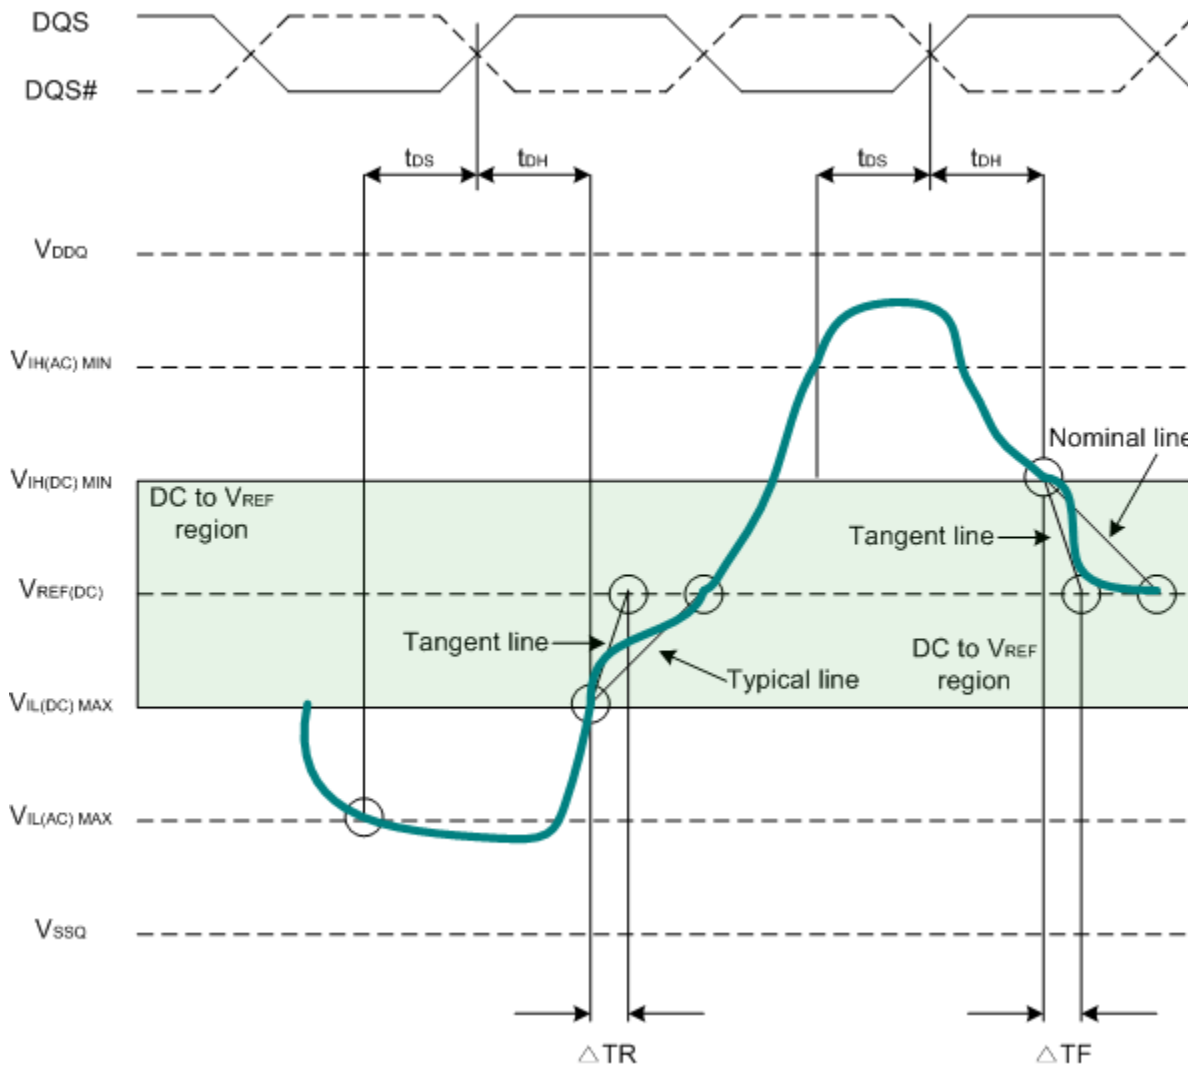 DQS
DQS#
tDS
tDH
tDS
tDH
VDDQ
VIH(AC) MIN
Nominal line
VIH(DC) MIN
DC to VREF
region
Tangent line
VREF(DC)
Tangent line
DC to VREF
region
Typical line
VIL(DC) MAX
VIL(AC) MAX
VSSQ
△TR
△TF